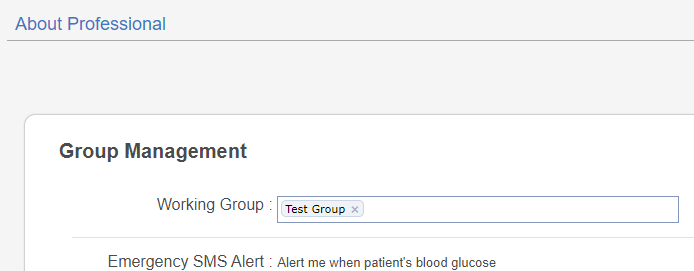 About Professional
Group Management
Working Group : Test Group ×
Emergency SMS Alert : Alert me when patient's blood glucose